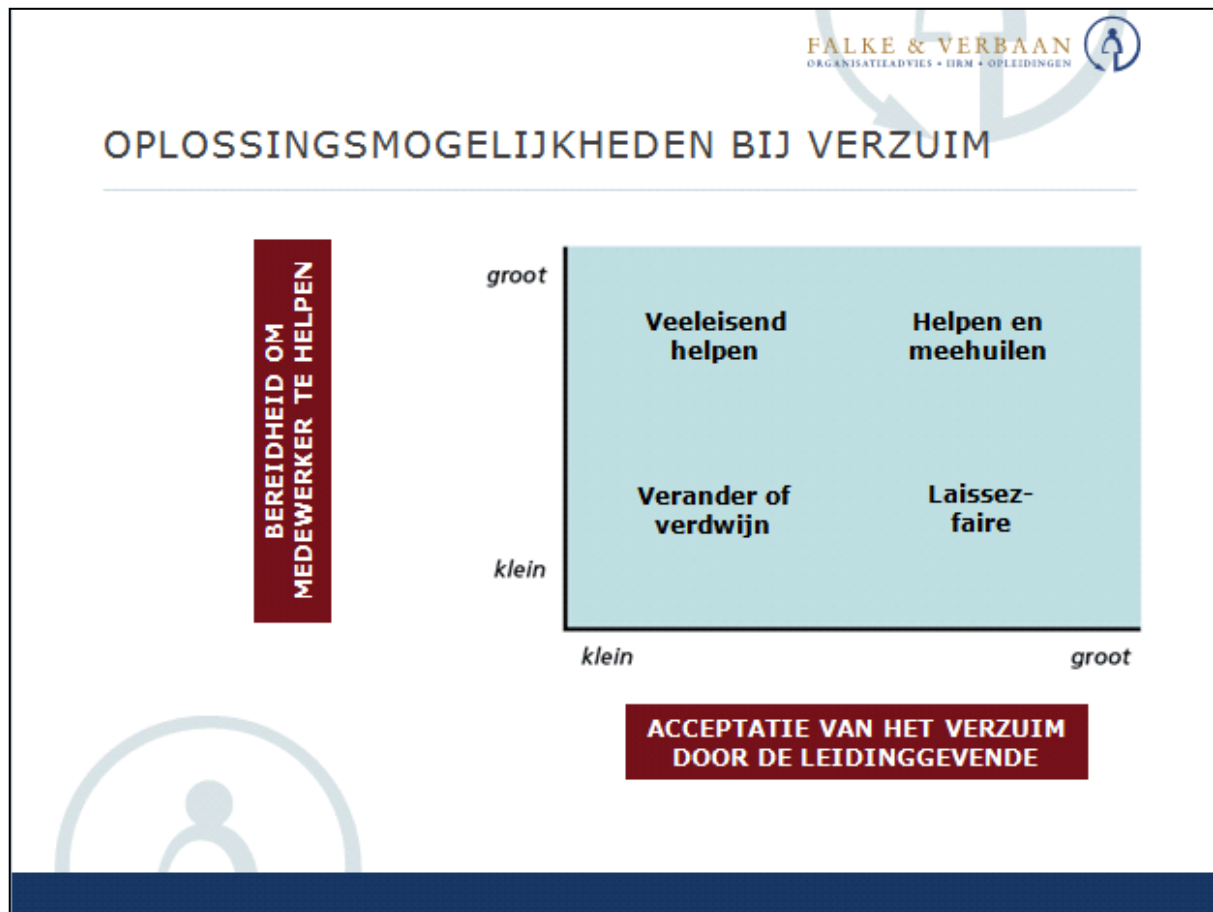 FALKE & VERBAAN
ORGANISATIEADVIES • HRM • OPLEIDINGEN
OPLOSSINGSMOGELIJKHEDEN BIJ VERZUIM
BEREIDHEID OM
MEDEWERKER TE HELPEN
groot
Veeleisend
helpen
Helpen en
meehuilen
Verander of
verdwijn
Laissez-
faire
klein
klein
groot
ACCEPTATIE VAN HET VERZUIM
DOOR DE LEIDINGGEVENDE